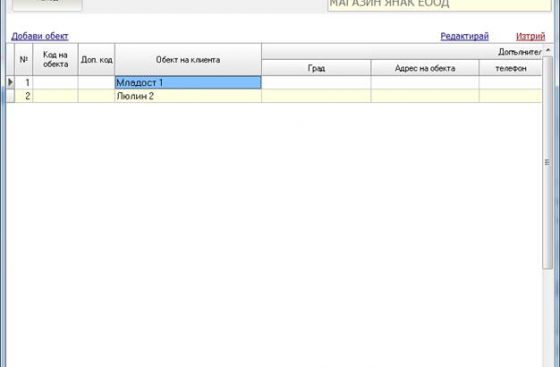 МАГАЗИН ЯНАК ЕООД
Добави обект Редактирай Изтрий
№ Код на обекта Доп. код Обект на клиента
Град Адрес на обекта телефон
1 Младост 1
2 Люлин 2